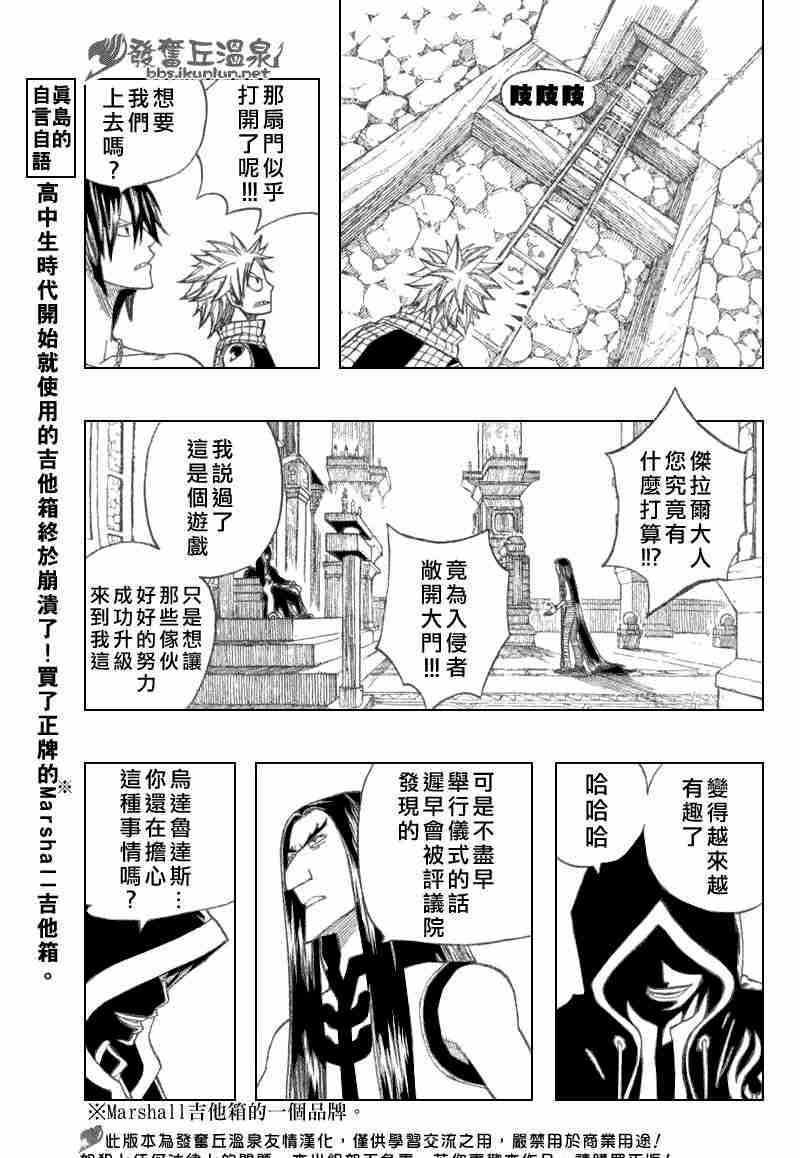 發奮丘溫泉
bbs.ikunlun.net
吱吱吱
那扇門似乎
打開了呢!!!
想要
我們
上去嗎?
眞島的
自言自語
高中生時代開始就使用的吉他箱終於崩潰了!買了正牌的Marshall吉他箱。
※
傑拉爾大人
您究竟有
什麼打算!!?
竟為入侵者
敞開大門!!!
我説過了
這是個遊戲
只是想讓
那些傢伙
好好的努力
成功升級
來到我這
變得越來越
有趣了
哈哈哈
可是不盡早
舉行儀式的話
遲早會被評議院
發現的
烏達魯達斯…
你還在擔心
這種事情嗎?
※Marshall吉他箱的一個品牌。
此版本為發奮丘溫泉友情漢化,僅供學習交流之用,嚴禁用於商業用途!